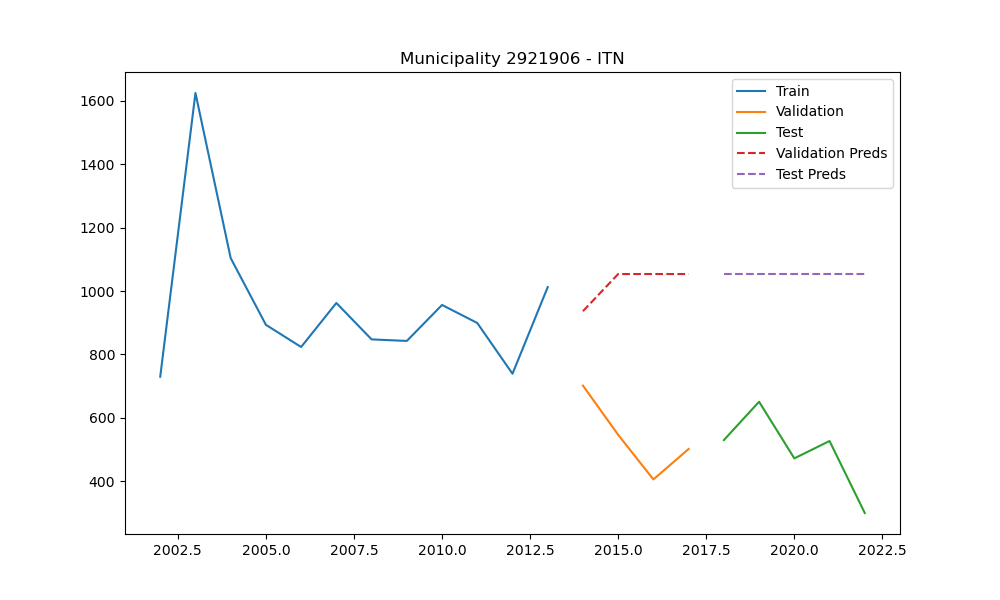 Municipality 2921906 - ITN
Train
Validation
Test
Validation Preds
Test Preds
1600
1400
1200
1000
800
600
400
2002.5 2005.0 2007.5 2010.0 2012.5 2015.0 2017.5 2020.0 2022.5